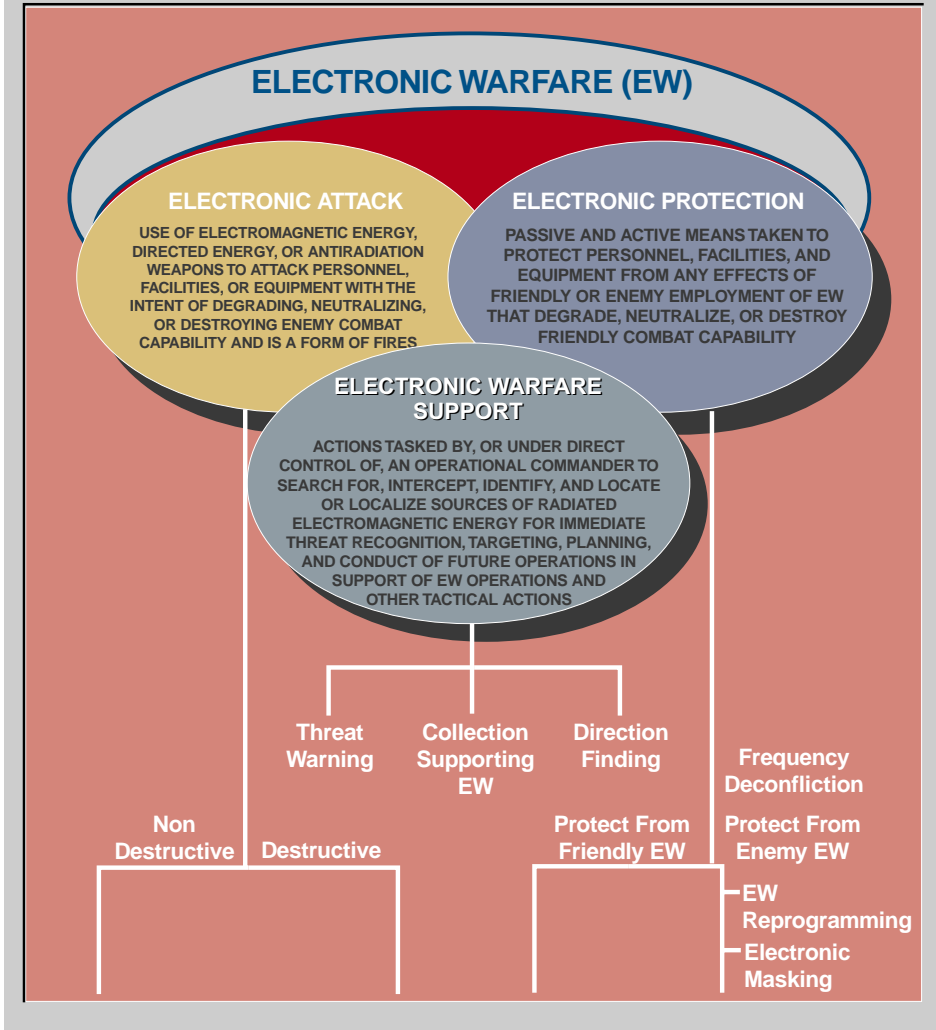 ELECTRONIC WARFARE (EW)
ELECTRONIC ATTACK
USE OF ELECTROMAGNETIC ENERGY,
DIRECTED ENERGY, OR ANTIRADIATION
WEAPONS TO ATTACK PERSONNEL,
FACILITIES, OR EQUIPMENT WITH THE
INTENT OF DEGRADING, NEUTRALIZING,
OR DESTROYING ENEMY COMBAT
CAPABILITY AND IS A FORM OF FIRES
ELECTRONIC PROTECTION
PASSIVE AND ACTIVE MEANS TAKEN TO
PROTECT PERSONNEL, FACILITIES, AND
EQUIPMENT FROM ANY EFFECTS OF
FRIENDLY OR ENEMY EMPLOYMENT OF EW
THAT DEGRADE, NEUTRALIZE, OR DESTROY
FRIENDLY COMBAT CAPABILITY
ELECTRONIC WARFARE
SUPPORT
ACTIONS TASKED BY, OR UNDER DIRECT
CONTROL OF, AN OPERATIONAL COMMANDER TO
SEARCH FOR, INTERCEPT, IDENTIFY, AND LOCATE
OR LOCALIZE SOURCES OF RADIATED
ELECTROMAGNETIC ENERGY FOR IMMEDIATE
THREAT RECOGNITION, TARGETING, PLANNING,
AND CONDUCT OF FUTURE OPERATIONS IN
SUPPORT OF EW OPERATIONS AND
OTHER TACTICAL ACTIONS
Threat
Warning
Collection
Supporting
EW
Direction
Finding
Frequency
Deconfliction
Non
Destructive
Destructive
Protect From
Friendly EW
Protect From
Enemy EW
EW
Reprogramming
Electronic
Masking